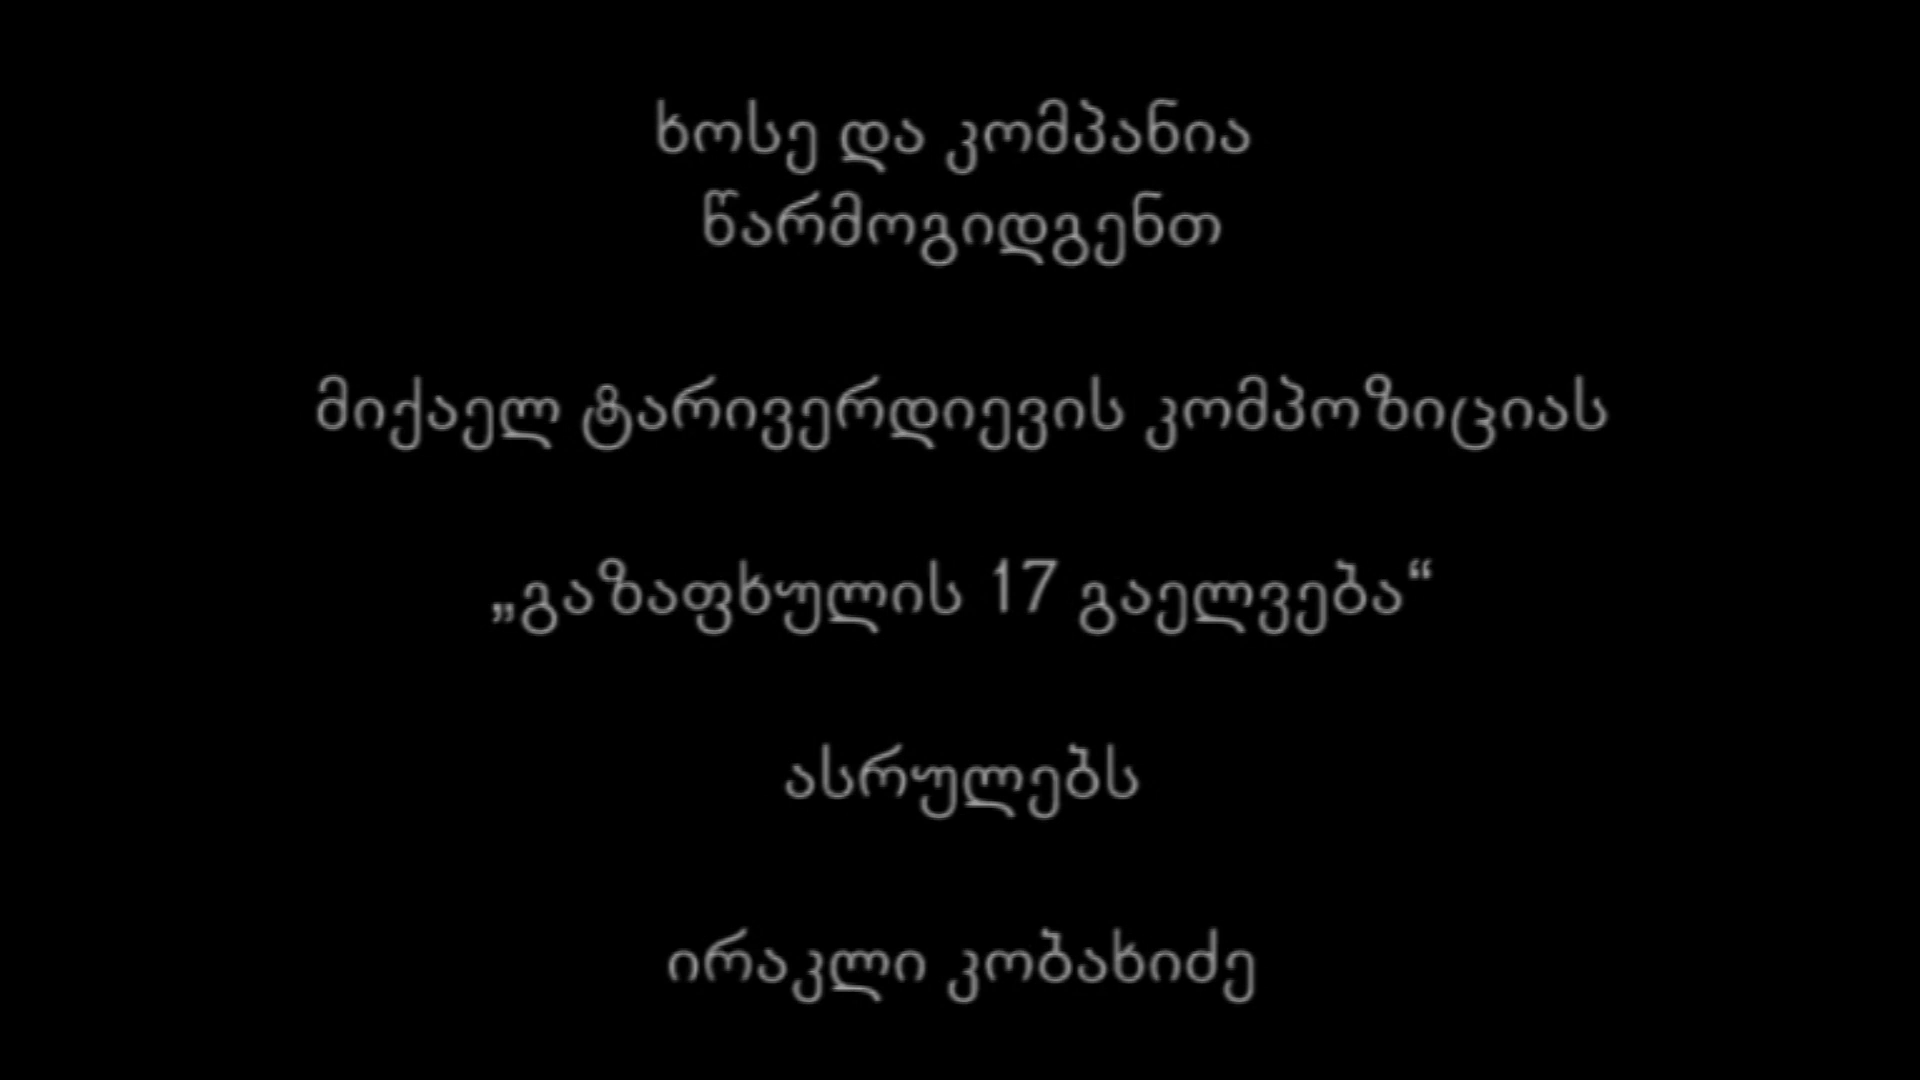 ხოსე და კომპანია
წარმოგიდგენთ
მიქაელ ტარივერდიევის კომპოზიციას
„გაზაფხულის 17 გაელვება“
ასრულებს
ირაკლი კობახიძე